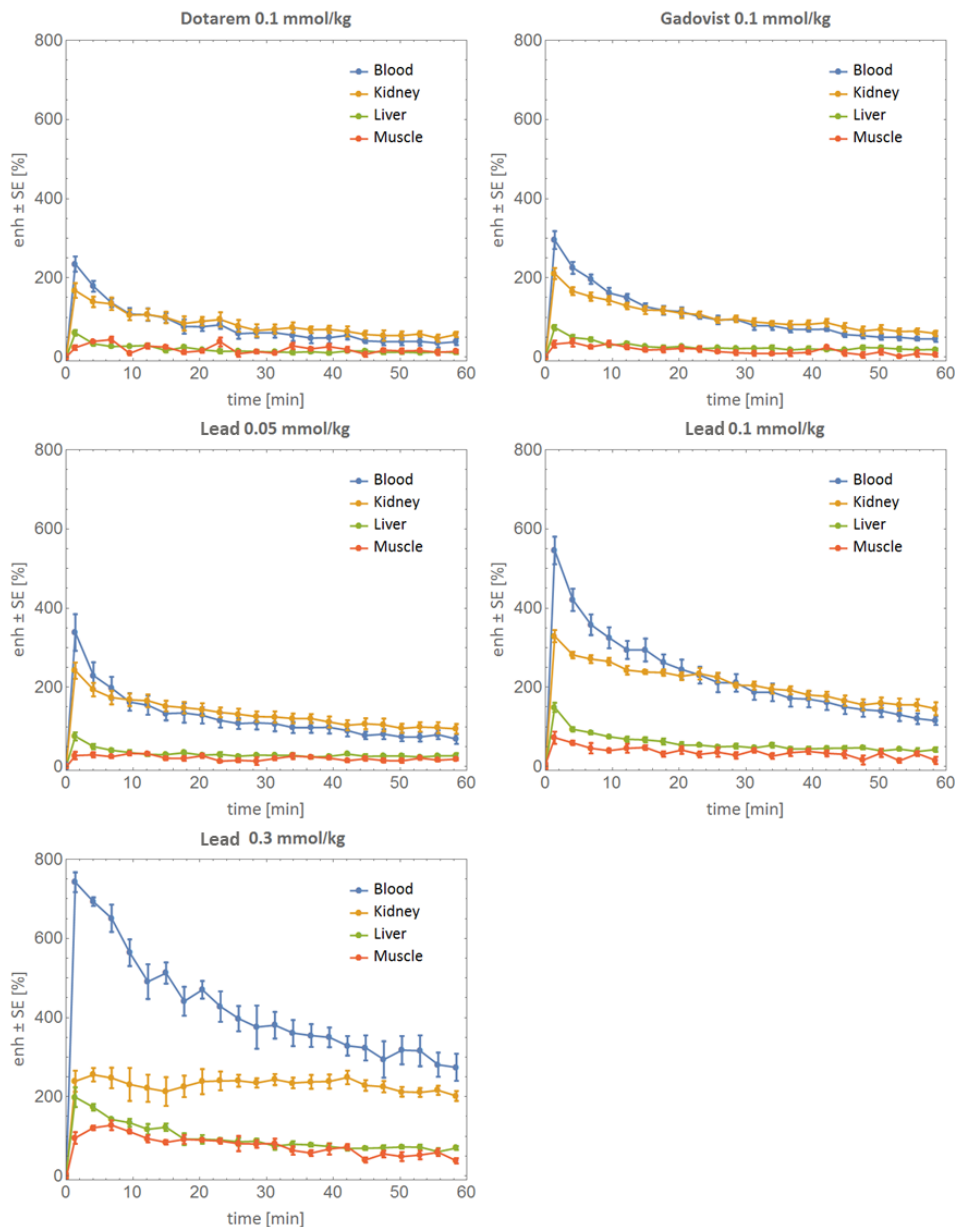 Dotarem 0.1 mmol/kg
800
600
400
200
0
0 10 20 30 40 50 60
enh ± SE [%]
time [min]
Blood
Kidney
Liver
Muscle
Gadovist 0.1 mmol/kg
800
600
400
200
0
0 10 20 30 40 50 60
enh ± SE [%]
time [min]
Blood
Kidney
Liver
Muscle
Lead 0.05 mmol/kg
800
600
400
200
0
0 10 20 30 40 50 60
enh ± SE [%]
time [min]
Blood
Kidney
Liver
Muscle
Lead 0.1 mmol/kg
800
600
400
200
0
0 10 20 30 40 50 60
enh ± SE [%]
time [min]
Blood
Kidney
Liver
Muscle
Lead 0.3 mmol/kg
800
600
400
200
0
0 10 20 30 40 50 60
enh ± SE [%]
time [min]
Blood
Kidney
Liver
Muscle